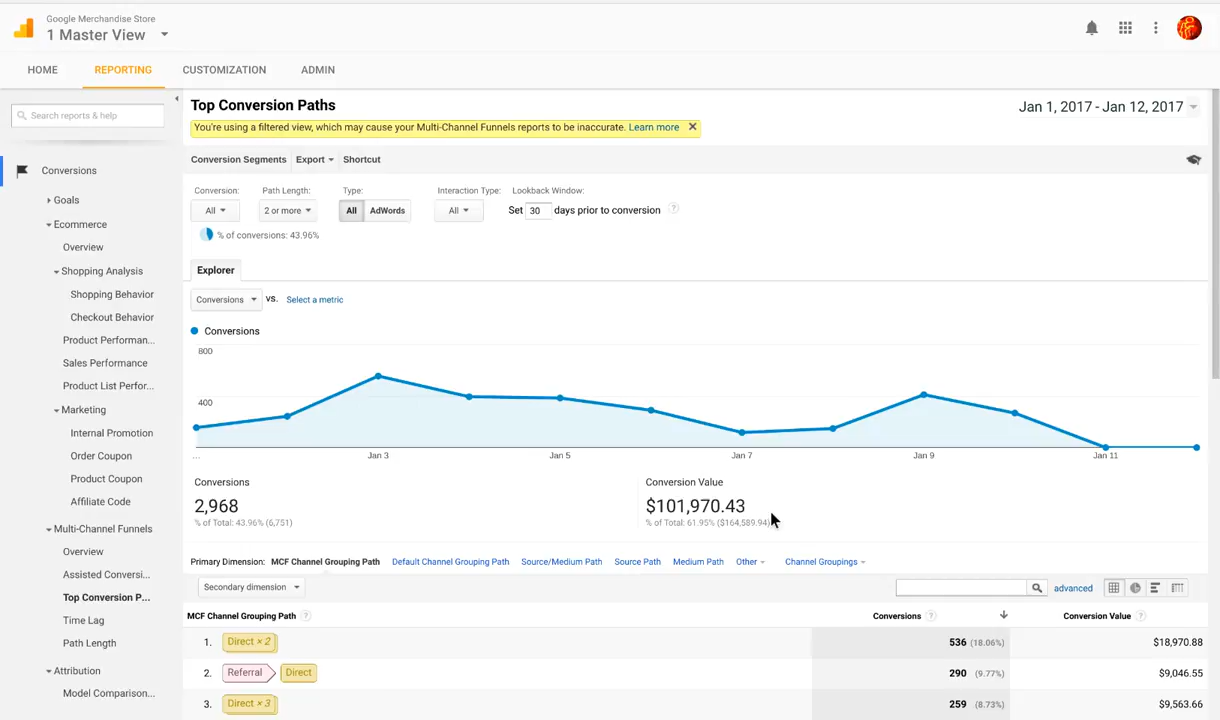 Google Merchandise Store
1 Master View
HOME REPORTING CUSTOMIZATION ADMIN
Search reports & help
Conversions
Goals
Ecommerce
Overview
Shopping Analysis
Shopping Behavior
Checkout Behavior
Product Performan...
Sales Performance
Product List Perfor...
Marketing
Internal Promotion
Order Coupon
Product Coupon
Affiliate Code
Multi-Channel Funnels
Overview
Assisted Conversi...
Top Conversion P...
Time Lag
Path Length
Attribution
Model Comparison...
Top Conversion Paths
Jan 1, 2017 - Jan 12, 2017
You're using a filtered view, which may cause your Multi-Channel Funnels reports to be inaccurate. Learn more
Conversion Segments Export Shortcut
Conversion: Path Length: Type: Interaction Type: Lookback Window:
All 2 or more All AdWords All Set 30 days prior to conversion ?
% of conversions: 43.96%
Explorer
Conversions vs. Select a metric
Conversions
800
400
... Jan 3 Jan 5 Jan 7 Jan 9 Jan 11
Conversions Conversion Value
2,968 $101,970.43
% of Total: 43.96% (6,751) % of Total: 61.95% ($164,589.94)
Primary Dimension: MCF Channel Grouping Path Default Channel Grouping Path Source/Medium Path Source Path Medium Path Other Channel Groupings
Secondary dimension advanced
MCF Channel Grouping Path ? Conversions ? Conversion Value ?
1. Direct × 2 536 (18.06%) $18,970.88
2. Referral Direct 290 (9.77%) $9,046.55
3. Direct × 3 259 (8.73%) $9,563.66